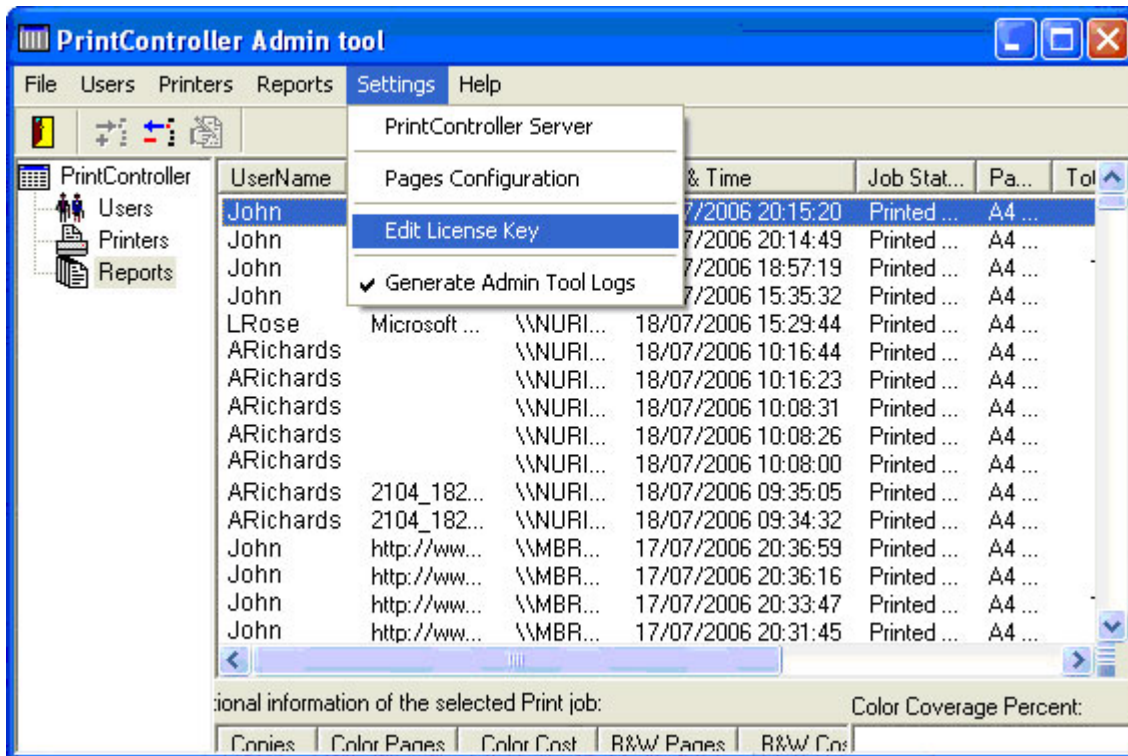 PrintController Admin tool
File Users Printers Reports Settings Help
PrintController Server
Pages Configuration
Edit License Key
Generate Admin Tool Logs
PrintController
Users
Printers
Reports
UserName & Time Job Stat... Pa... Tot
John 7/2006 20:15:20 Printed ... A4 ...
John 7/2006 20:14:49 Printed ... A4 ...
John 7/2006 18:57:19 Printed ... A4 ...
John 7/2006 15:35:32 Printed ... A4 ...
LRose Microsoft ... \\NURI... 18/07/2006 15:29:44 Printed ... A4 ...
ARichards \\NURI... 18/07/2006 10:16:44 Printed ... A4 ...
ARichards \\NURI... 18/07/2006 10:16:23 Printed ... A4 ...
ARichards \\NURI... 18/07/2006 10:08:31 Printed ... A4 ...
ARichards \\NURI... 18/07/2006 10:08:26 Printed ... A4 ...
ARichards \\NURI... 18/07/2006 10:08:00 Printed ... A4 ...
ARichards 2104_182... \\NURI... 18/07/2006 09:35:05 Printed ... A4 ...
ARichards 2104_182... \\NURI... 18/07/2006 09:34:32 Printed ... A4 ...
John http://ww... \\MBR... 17/07/2006 20:36:59 Printed ... A4 ...
John http://ww... \\MBR... 17/07/2006 20:36:16 Printed ... A4 ...
John http://ww... \\MBR... 17/07/2006 20:33:47 Printed ... A4 ...
John http://ww... \\MBR... 17/07/2006 20:31:45 Printed ... A4 ...
tional information of the selected Print job: Color Coverage Percent:
Copies Color Pages Color Cost B&W Pages B&W Cos